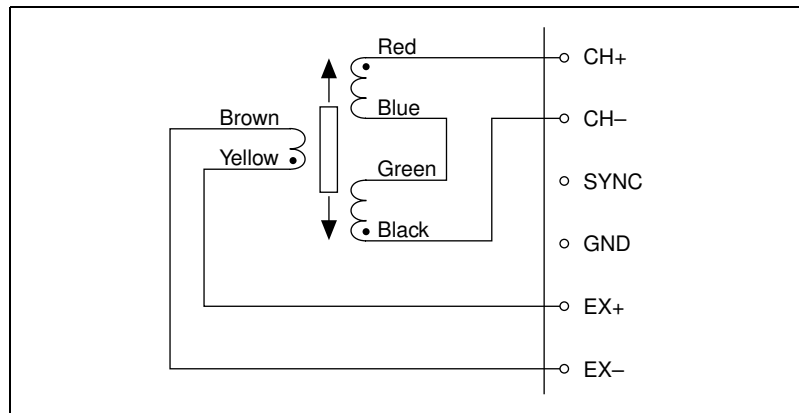 Red
CH+
Blue
CH–
Brown
Yellow
Green
SYNC
Black
GND
EX+
EX–